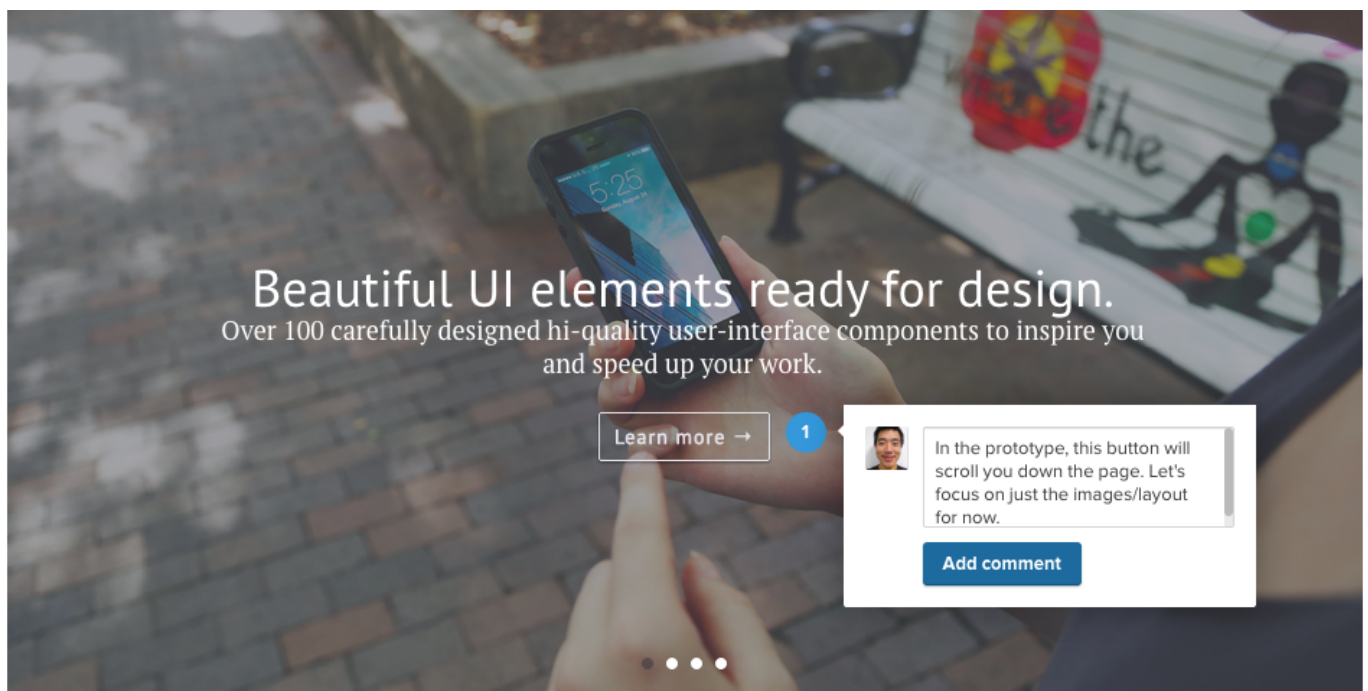 the
5:25
Sunday, August
Beautiful UI elements ready for design.
Over 100 carefully designed hi-quality user-interface components to inspire you
and speed up your work.
Learn more →
1
In the prototype, this button will
scroll you down the page. Let's
focus on just the images/layout
for now.
Add comment